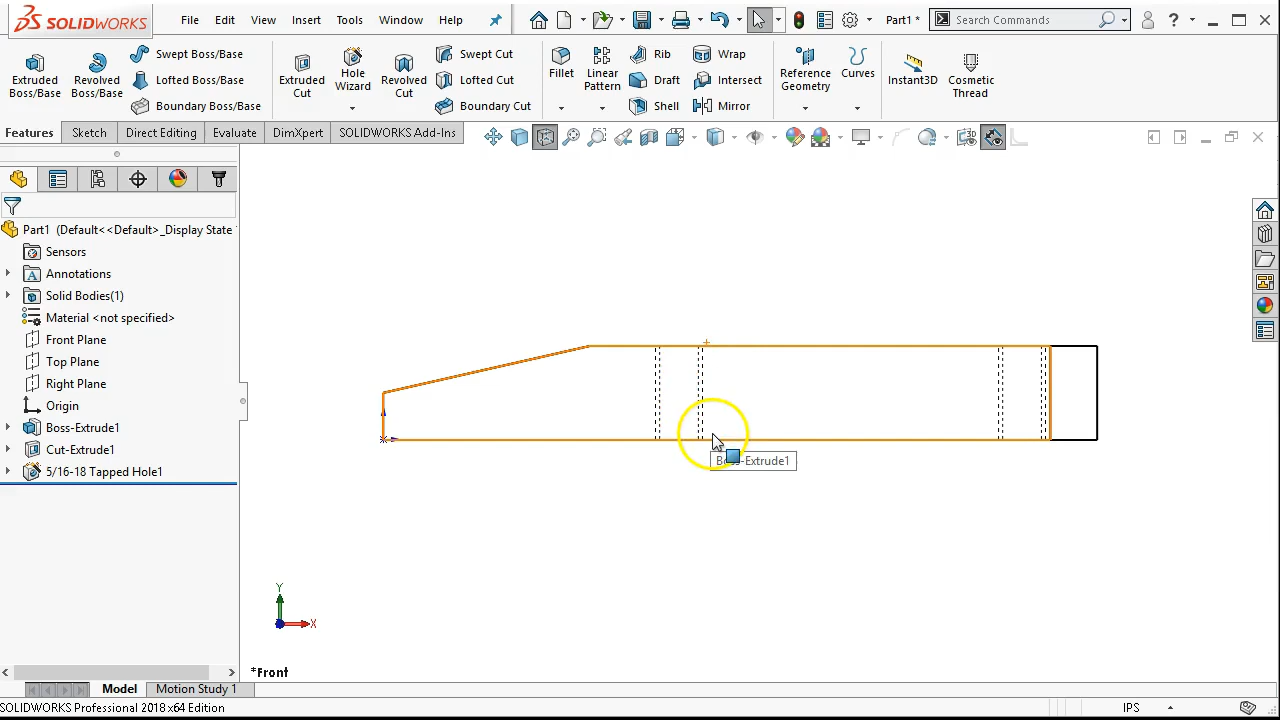 SOLIDWORKS File Edit View Insert Tools Window Help Part1 * Search Commands ?
Extruded Boss/Base
Revolved Boss/Base
Swept Boss/Base
Lofted Boss/Base
Boundary Boss/Base
Extruded Cut
Hole Wizard
Revolved Cut
Swept Cut
Lofted Cut
Boundary Cut
Fillet
Linear Pattern
Rib
Draft
Shell
Wrap
Intersect
Mirror
Reference Geometry
Curves
Instant3D
Cosmetic Thread
Features Sketch Direct Editing Evaluate DimXpert SOLIDWORKS Add-Ins
Part1 (Default<<Default>_Display State
Sensors
Annotations
Solid Bodies(1)
Material <not specified>
Front Plane
Top Plane
Right Plane
Origin
Boss-Extrude1
Cut-Extrude1
5/16-18 Tapped Hole1
Boss-Extrude1
Y
X
*Front
Model Motion Study 1
SOLIDWORKS Professional 2018 x64 Edition IPS